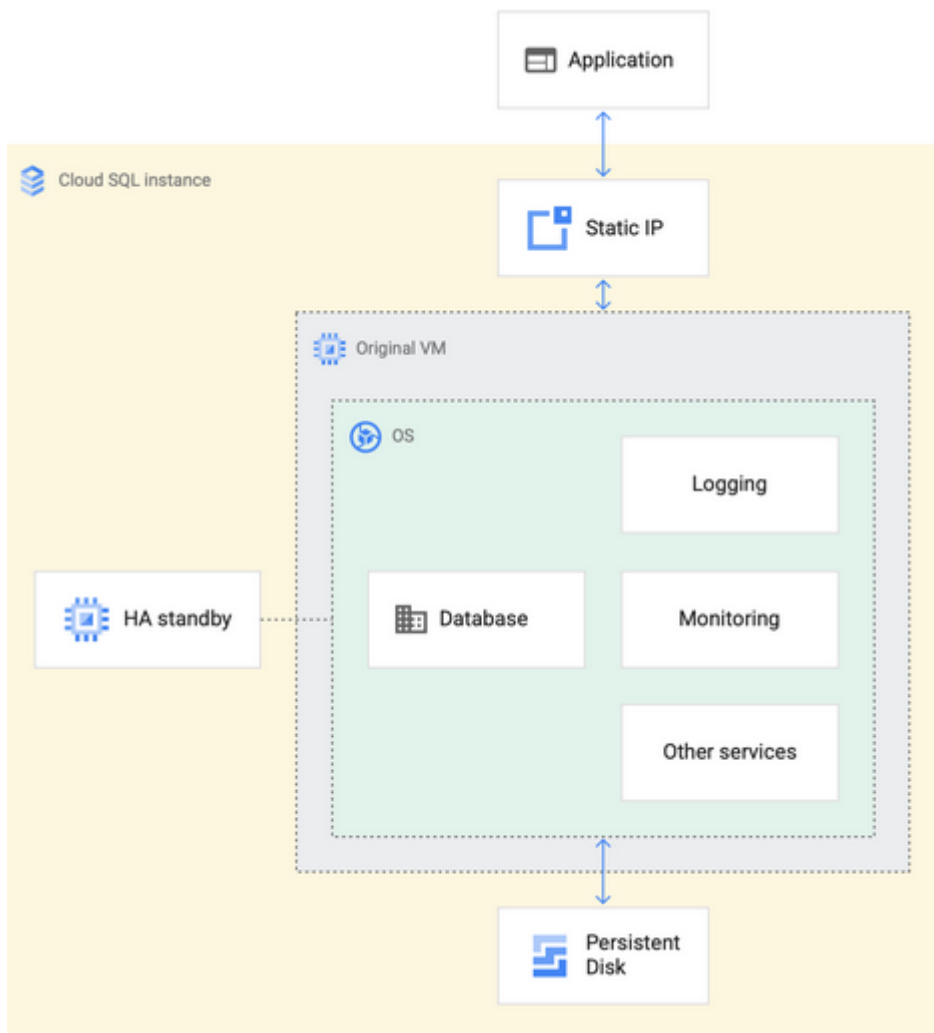 Application
Cloud SQL instance
Static IP
Original VM
OS
Logging
HA standby
Database
Monitoring
Other services
Persistent
Disk